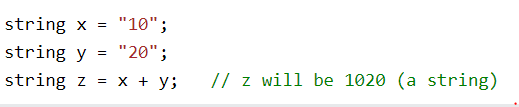 string x = "10";
string y = "20";
string z = x + y;   // z will be 1020 (a string)